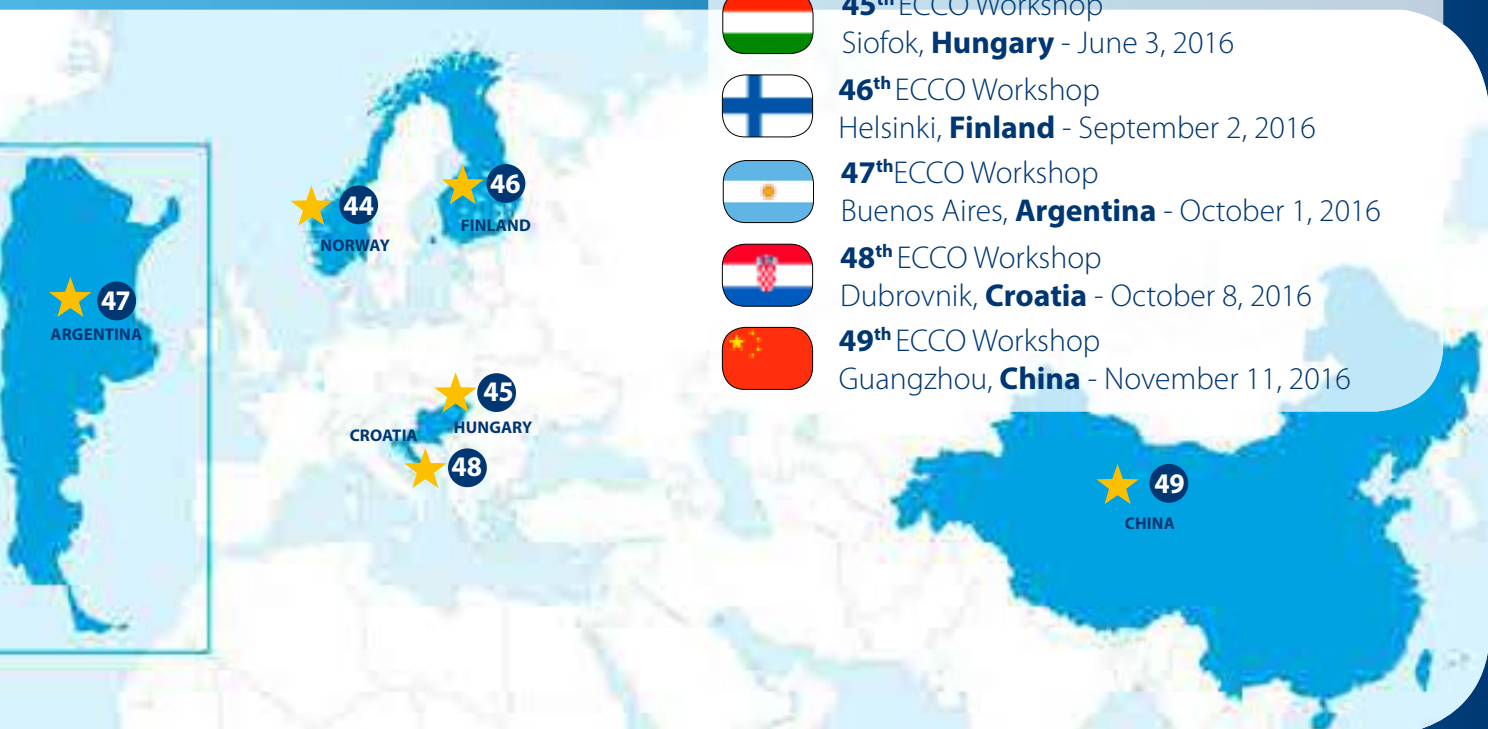 45th ECCO Workshop
Siofok, Hungary - June 3, 2016
46th ECCO Workshop
Helsinki, Finland - September 2, 2016
47thECCO Workshop
Buenos Aires, Argentina - October 1, 2016
48th ECCO Workshop
Dubrovnik, Croatia - October 8, 2016
49th ECCO Workshop
Guangzhou, China - November 11, 2016
44
NORWAY
46
FINLAND
47
ARGENTINA
45
HUNGARY
CROATIA
48
49
CHINA